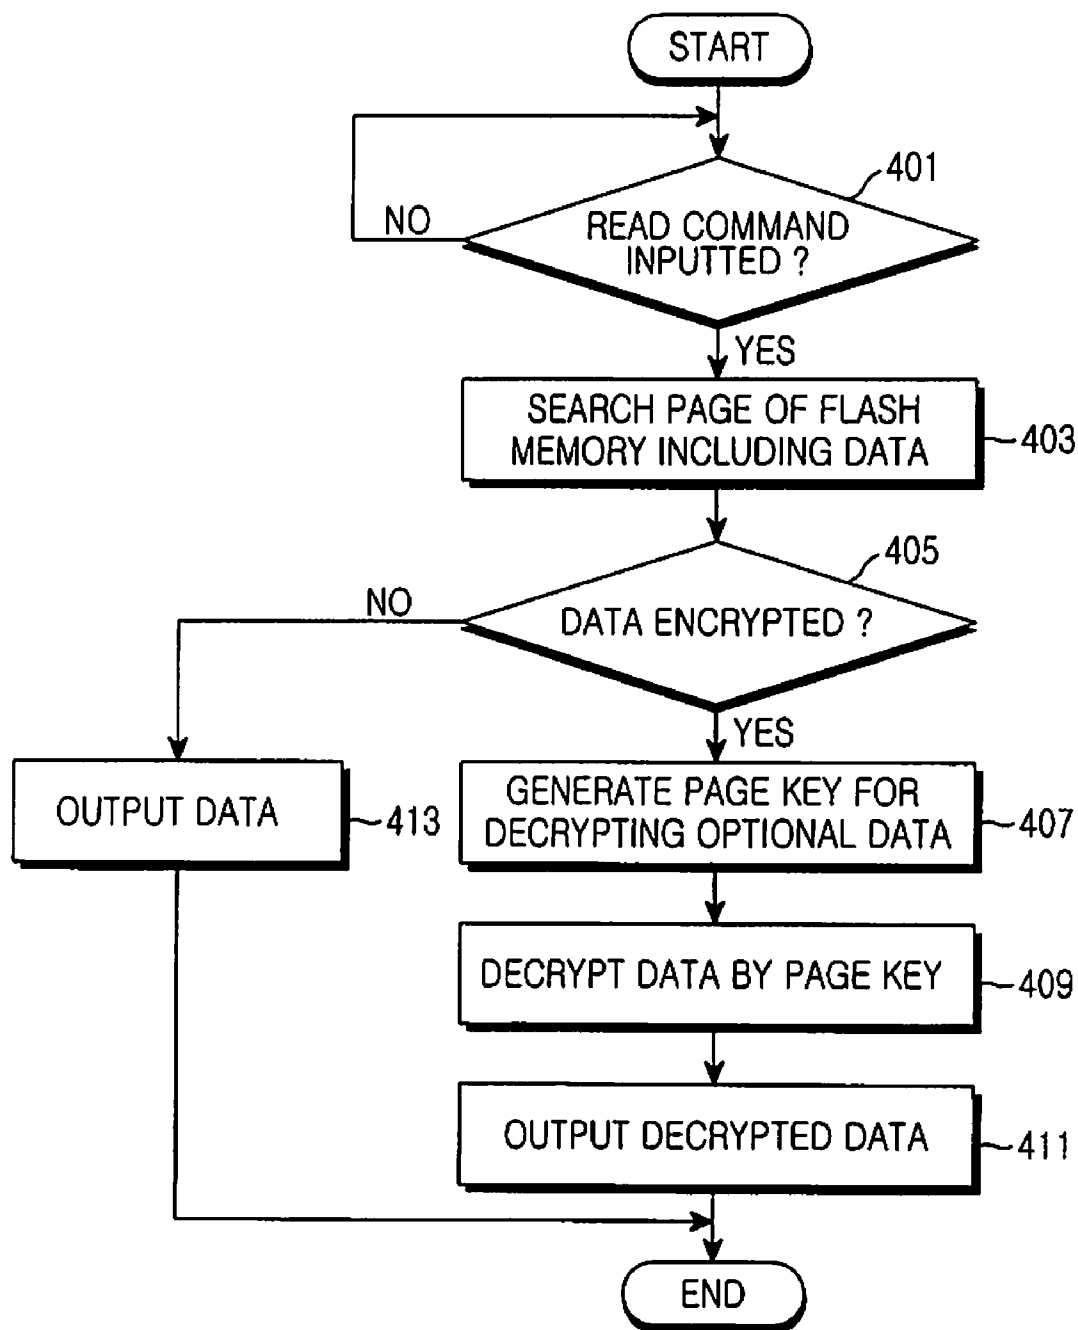 START
401
NO
READ COMMAND
INPUTTED ?
YES
SEARCH PAGE OF FLASH
MEMORY INCLUDING DATA
403
405
NO
DATA ENCRYPTED ?
YES
OUTPUT DATA
413
GENERATE PAGE KEY FOR
DECRYPTING OPTIONAL DATA
407
DECRYPT DATA BY PAGE KEY
409
OUTPUT DECRYPTED DATA
411
END